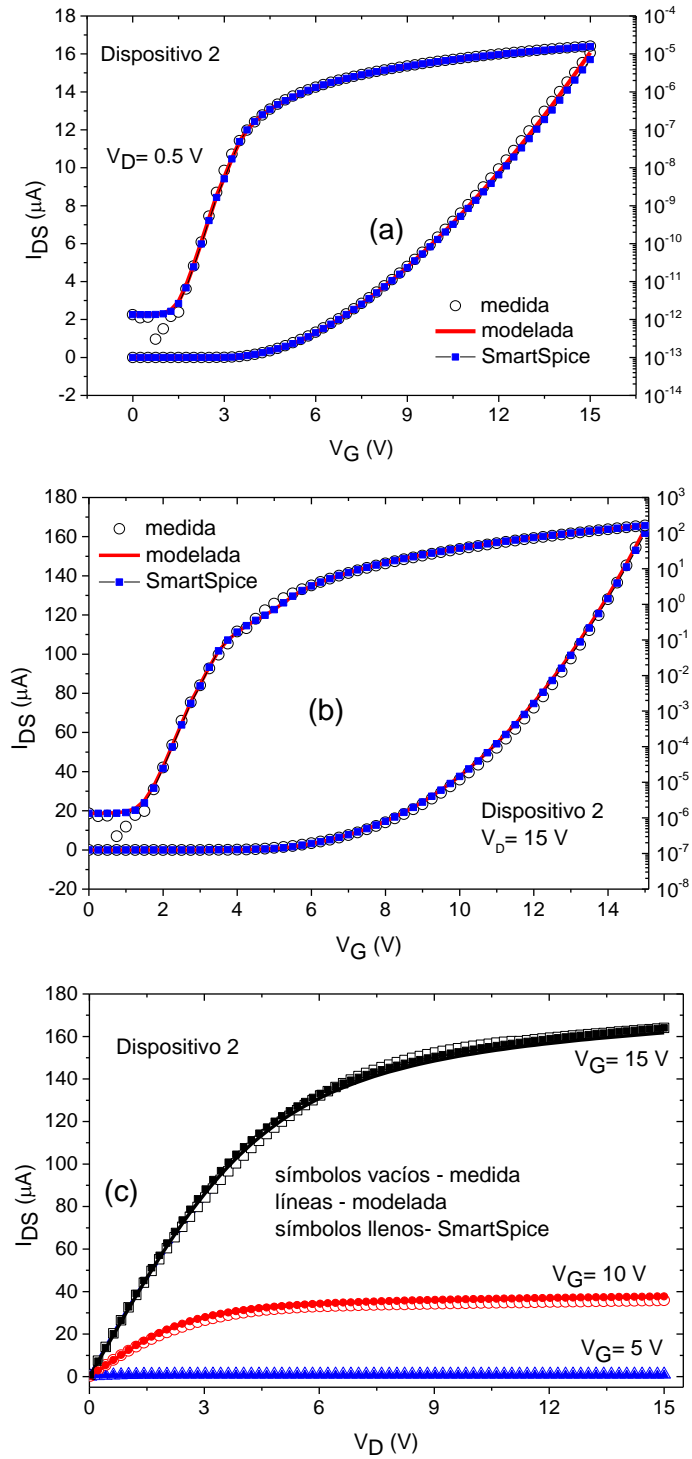 Dispositivo 2
V_D= 0.5 V
(a)
medida
modelada
SmartSpice
I_DS (μA)
18
16
14
12
10
8
6
4
2
0
-2
10^-4
10^-5
10^-6
10^-7
10^-8
10^-9
10^-10
10^-11
10^-12
10^-13
10^-14
0 3 6 9 12 15
V_G (V)
medida
modelada
SmartSpice
(b)
Dispositivo 2
V_D= 15 V
I_DS (μA)
180
160
140
120
100
80
60
40
20
0
-20
10^3
10^2
10^1
10^0
10^-1
10^-2
10^-3
10^-4
10^-5
10^-6
10^-7
10^-8
0 2 4 6 8 10 12 14
V_G (V)
Dispositivo 2
V_G= 15 V
(c)
símbolos vacíos - medida
líneas - modelada
símbolos llenos- SmartSpice
V_G= 10 V
V_G= 5 V
I_DS (μA)
180
160
140
120
100
80
60
40
20
0
0 3 6 9 12 15
V_D (V)